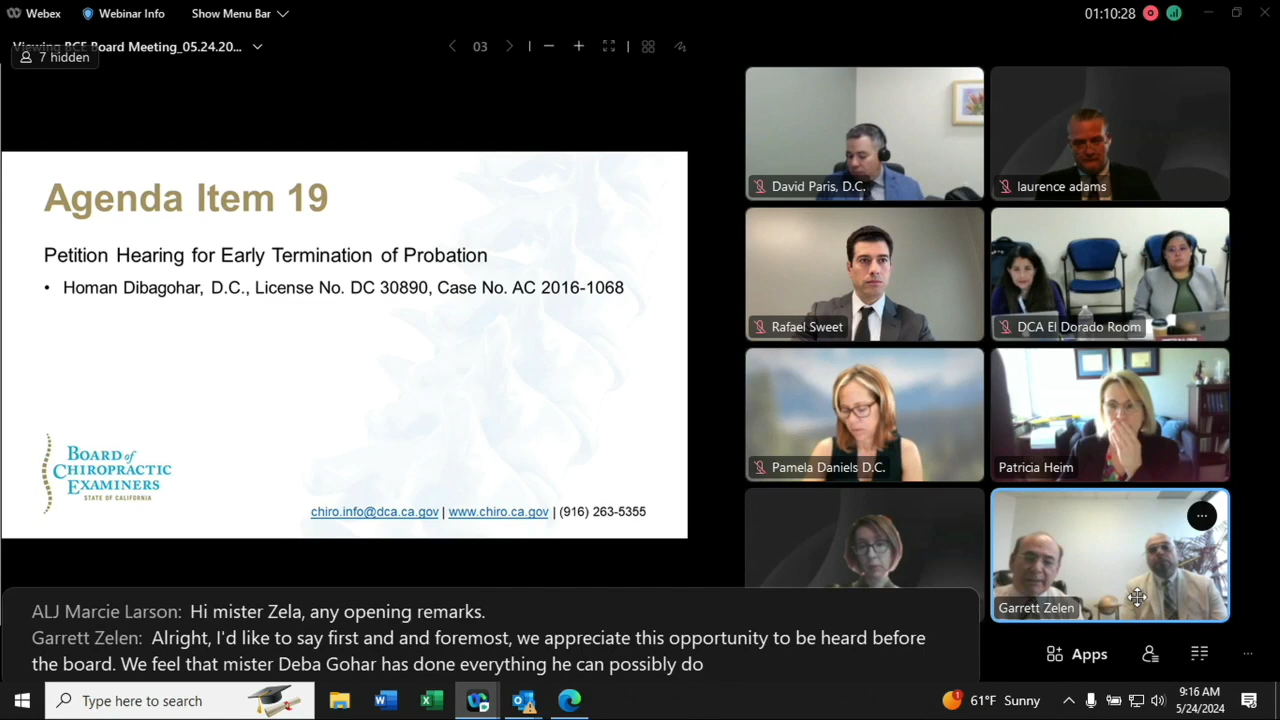 Webex
Webinar Info
Show Menu Bar
01:10:28
Viewing BCE Board Meeting_05.24.20...
7 hidden
03
Agenda Item 19
Petition Hearing for Early Termination of Probation
• Homan Dibagohar, D.C., License No. DC 30890, Case No. AC 2016-1068
BOARD of
CHIROPRACTIC
EXAMINERS
STATE OF CALIFORNIA
chiro.info@dca.ca.gov | www.chiro.ca.gov | (916) 263-5355
David Paris, D.C.
laurence adams
Rafael Sweet
DCA El Dorado Room
Pamela Daniels D.C.
Patricia Heim
Garrett Zelen
ALJ Marcie Larson: Hi mister Zela, any opening remarks.
Garrett Zelen: Alright, I'd like to say first and and foremost, we appreciate this opportunity to be heard before
the board. We feel that mister Deba Gohar has done everything he can possibly do
Apps
Type here to search
1
61°F Sunny
9:16 AM
5/24/2024